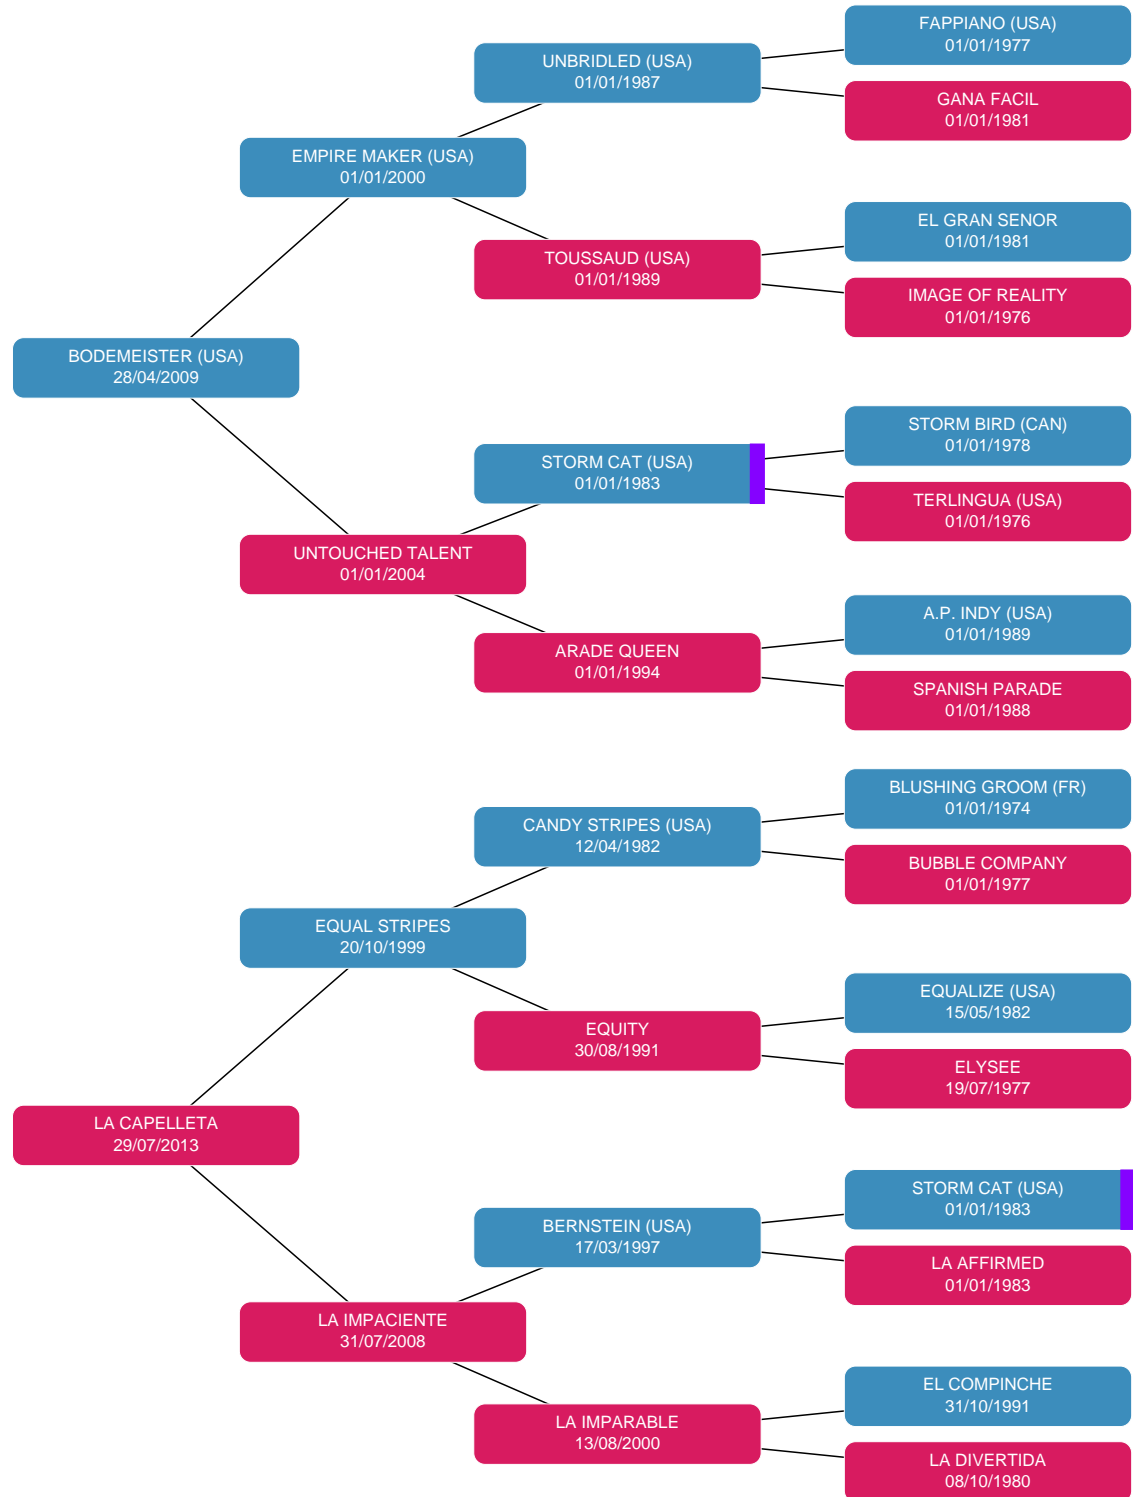 FAPPIANO (USA)
01/01/1977
UNBRIDLED (USA)
01/01/1987
GANA FACIL
01/01/1981
EMPIRE MAKER (USA)
01/01/2000
EL GRAN SENOR
01/01/1981
TOUSSAUD (USA)
01/01/1989
IMAGE OF REALITY
01/01/1976
BODEMEISTER (USA)
28/04/2009
STORM BIRD (CAN)
01/01/1978
STORM CAT (USA)
01/01/1983
TERLINGUA (USA)
01/01/1976
UNTOUCHED TALENT
01/01/2004
A.P. INDY (USA)
01/01/1989
ARADE QUEEN
01/01/1994
SPANISH PARADE
01/01/1988
BLUSHING GROOM (FR)
01/01/1974
CANDY STRIPES (USA)
12/04/1982
BUBBLE COMPANY
01/01/1977
EQUAL STRIPES
20/10/1999
EQUALIZE (USA)
15/05/1982
EQUITY
30/08/1991
ELYSEE
19/07/1977
LA CAPELLETA
29/07/2013
STORM CAT (USA)
01/01/1983
BERNSTEIN (USA)
17/03/1997
LA AFFIRMED
01/01/1983
LA IMPACIENTE
31/07/2008
EL COMPINCHE
31/10/1991
LA IMPARABLE
13/08/2000
LA DIVERTIDA
08/10/1980